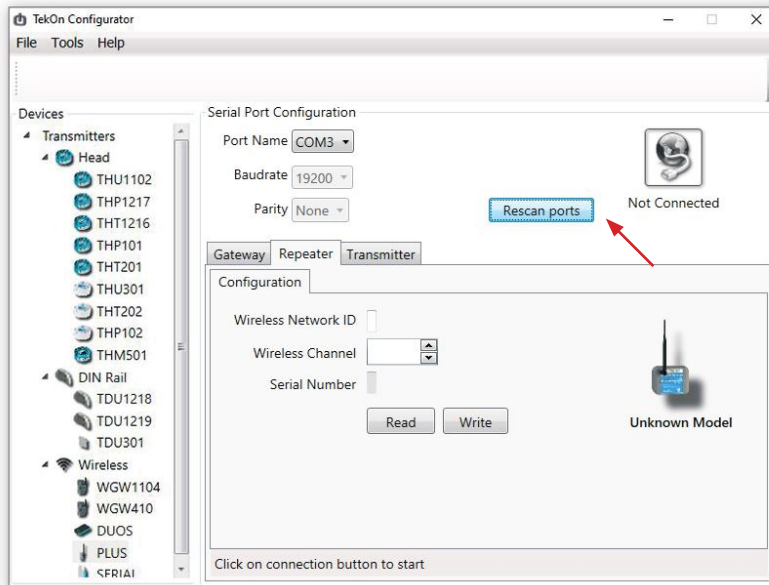 TekOn Configurator
File Tools Help
Devices
Transmitters
Head
THU1102
THP1217
THT1216
THP101
THT201
THU301
THT202
THP102
THM501
DIN Rail
TDU1218
TDU1219
TDU301
Wireless
WGW1104
WGW410
DUOS
PLUS
SERIAL
Serial Port Configuration
Port Name COM3
Baudrate 19200
Parity None
Rescan ports
Not Connected
Gateway Repeater Transmitter
Configuration
Wireless Network ID
Wireless Channel
Serial Number
Read Write
Unknown Model
Click on connection button to start